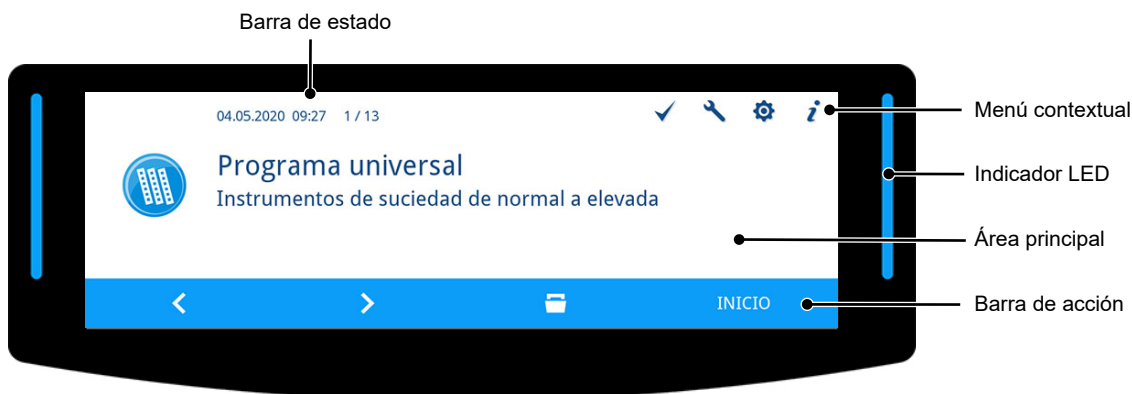 Barra de estado
04.05.2020 09:27 1 / 13
Menú contextual
Programa universal
Instrumentos de suciedad de normal a elevada
Indicador LED
Área principal
INICIO
Barra de acción